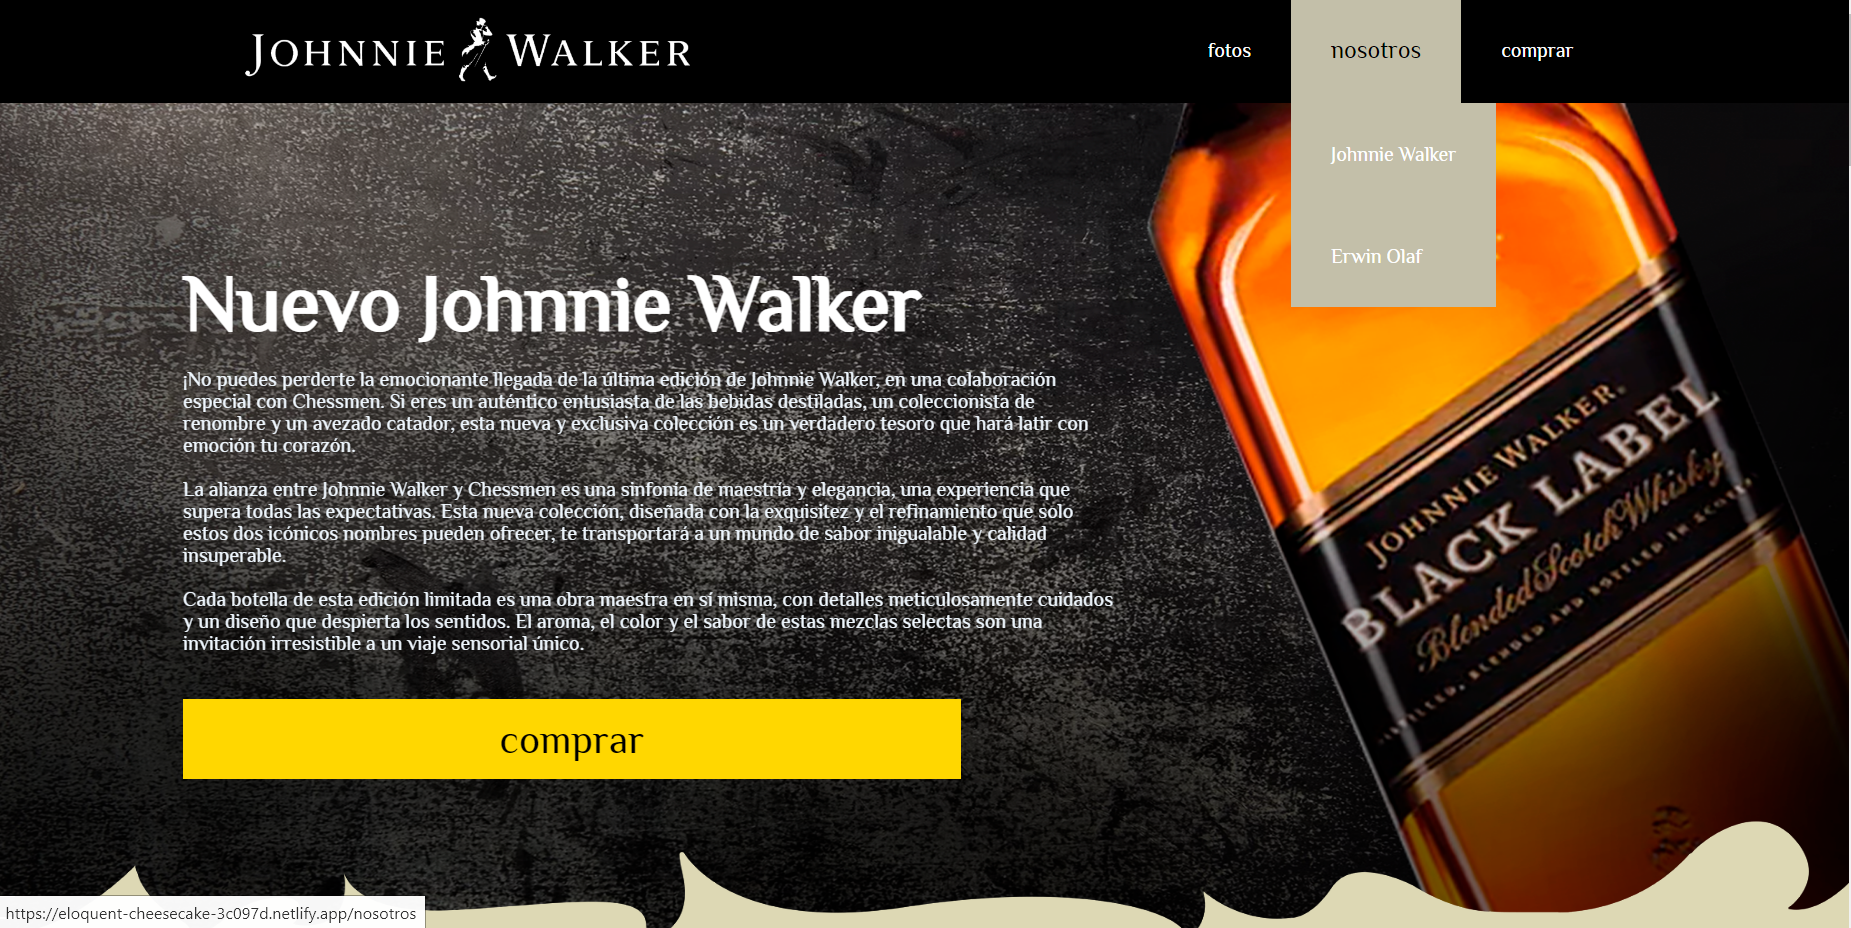 JOHNNIE WALKER
fotos
nosotros
comprar
Johnnie Walker
Erwin Olaf
Nuevo Johnnie Walker
¡No puedes perderte la emocionante llegada de la última edición de Johnnie Walker, en una colaboración
especial con Chessmen. Si eres un auténtico entusiasta de las bebidas destiladas, un coleccionista de
renombre y un avezado catador, esta nueva y exclusiva colección es un verdadero tesoro que hará latir con
emoción tu corazón.
La alianza entre Johnnie Walker y Chessmen es una sinfonía de maestría y elegancia, una experiencia que
supera todas las expectativas. Esta nueva colección, diseñada con la exquisitez y el refinamiento que solo
estos dos icónicos nombres pueden ofrecer, te transportará a un mundo de sabor inigualable y calidad
insuperable.
Cada botella de esta edición limitada es una obra maestra en sí misma, con detalles meticulosamente cuidados
y un diseño que despierta los sentidos. El aroma, el color y el sabor de estas mezclas selectas son una
invitación irresistible a un viaje sensorial único.
comprar
JOHNNIE WALKER.
BLACK LABEL
Blended Scotch Whisky
BLENDED AND BOTTLED IN
https://eloquent-cheesecake-3c097d.netlify.app/nosotros